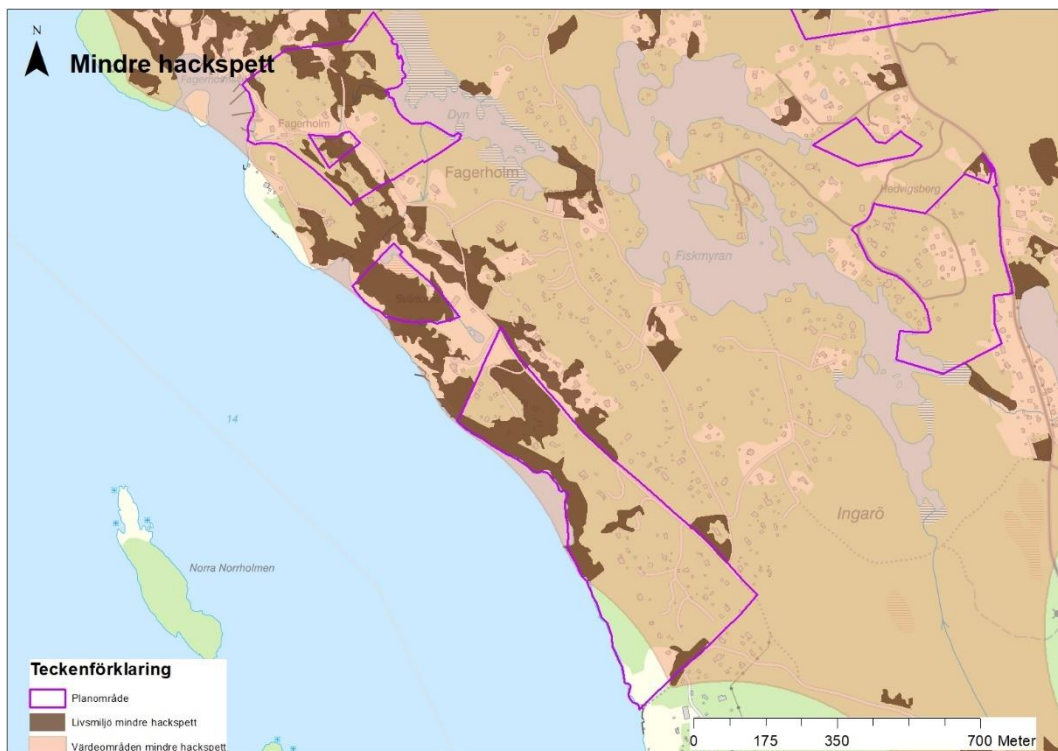 N
Mindre hackspett
Fagerholm
Dyn
Fagerholm
Hedvigsberg
Fiskmyran
14
Ingarö
Norra Norrholmen
Teckenförklaring
Planområde
Livsmiljö mindre hackspett
Värdeområden mindre hackspett
0 175 350 700 Meter